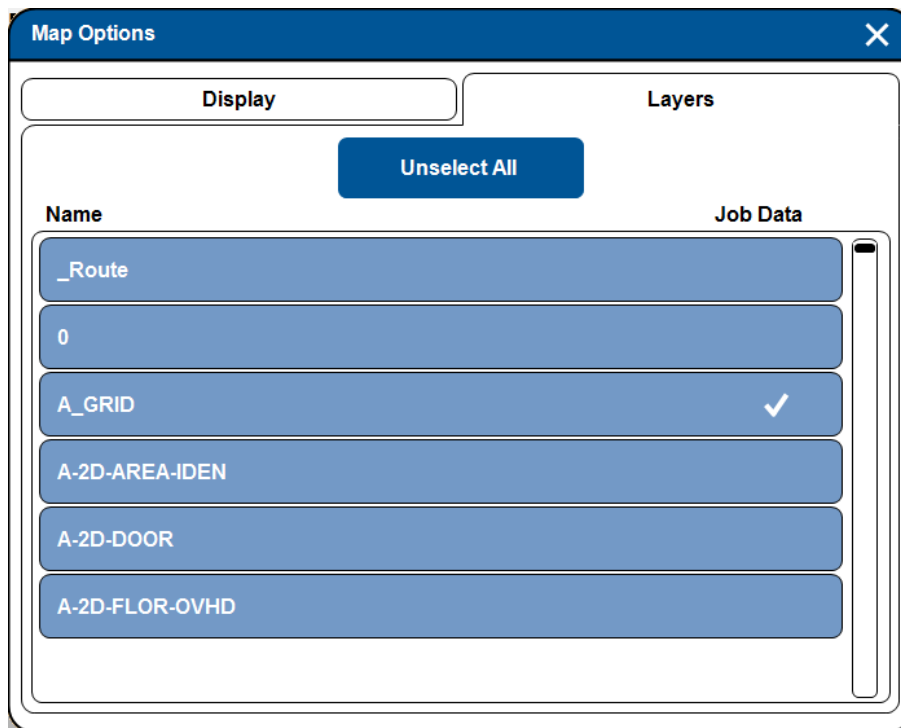 Map Options
Display
Layers
Unselect All
Name
Job Data
_Route
0
A_GRID
A-2D-AREA-IDEN
A-2D-DOOR
A-2D-FLOR-OVHD